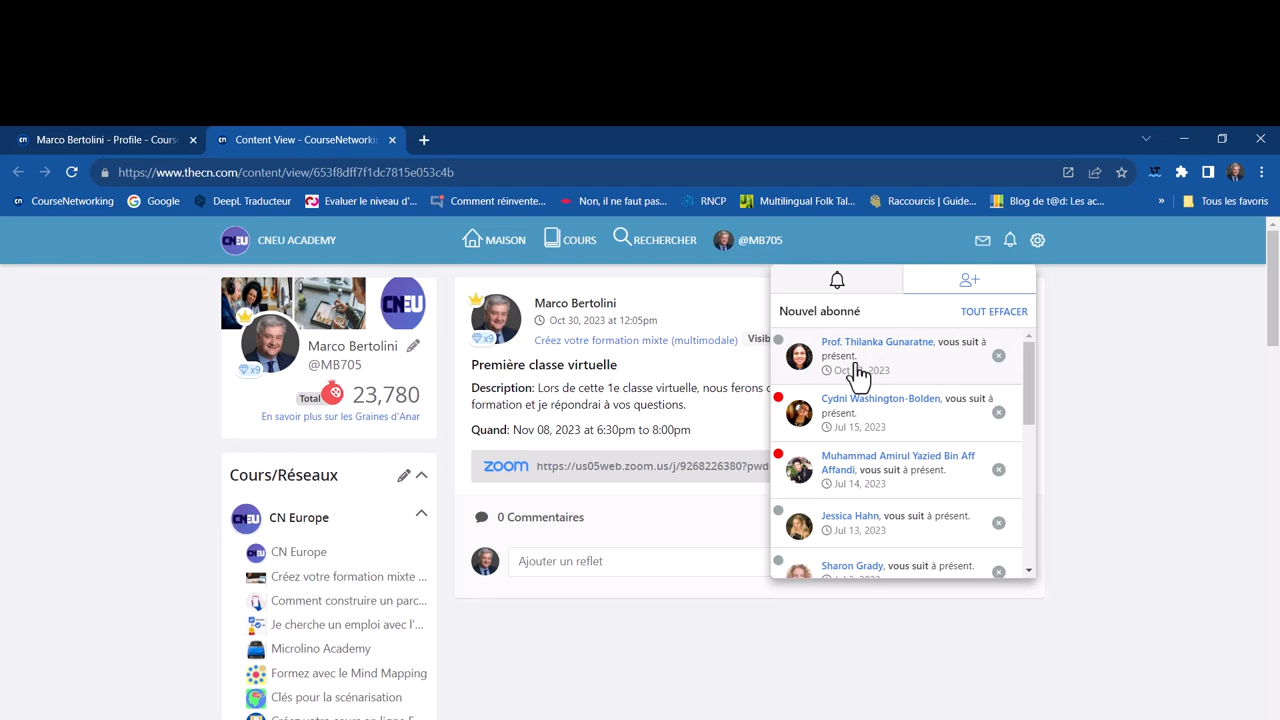 Marco Bertolini - Profile - Cours
Content View - CourseNetworki
https://www.thecn.com/content/view/653f8dff7f1dc7815e053c4b
CourseNetworking
Google
DeepL Traducteur
Evaluer le niveau d'...
Comment réinvente...
Non, il ne faut pas...
RNCP
Multilingual Folk Tal...
Raccourcis | Guide...
Blog de t@d: Les ac...
»
Tous les favoris
CNEU
CNEU ACADEMY
MAISON
COURS
RECHERCHER
@MB705
CNEU
x9
Marco Bertolini
@MB705
Total
23,780
En savoir plus sur les Graines d'Anar
Cours/Réseaux
CNEU
CN Europe
CN Europe
Créez votre formation mixte ...
Comment construire un parc...
Je cherche un emploi avec l'...
Microlino Academy
Formez avec le Mind Mapping
Clés pour la scénarisation
x9
Marco Bertolini
Oct 30, 2023 at 12:05pm
Créez votre formation mixte (multimodale)
Visib
Première classe virtuelle
Description: Lors de cette 1e classe virtuelle, nous ferons c
formation et je répondrai à vos questions.
Quand: Nov 08, 2023 at 6:30pm to 8:00pm
zoom https://us05web.zoom.us/j/9268226380?pwd
0 Commentaires
Ajouter un reflet
Nouvel abonné
TOUT EFFACER
Prof. Thilanka Gunaratne, vous suit à
présent.
2023
Cydni Washington-Bolden, vous suit à
présent.
Jul 15, 2023
Muhammad Amirul Yazied Bin Aff
Affandi, vous suit à présent.
Jul 14, 2023
Jessica Hahn, vous suit à présent.
Jul 13, 2023
Sharon Grady, vous suit à présent.